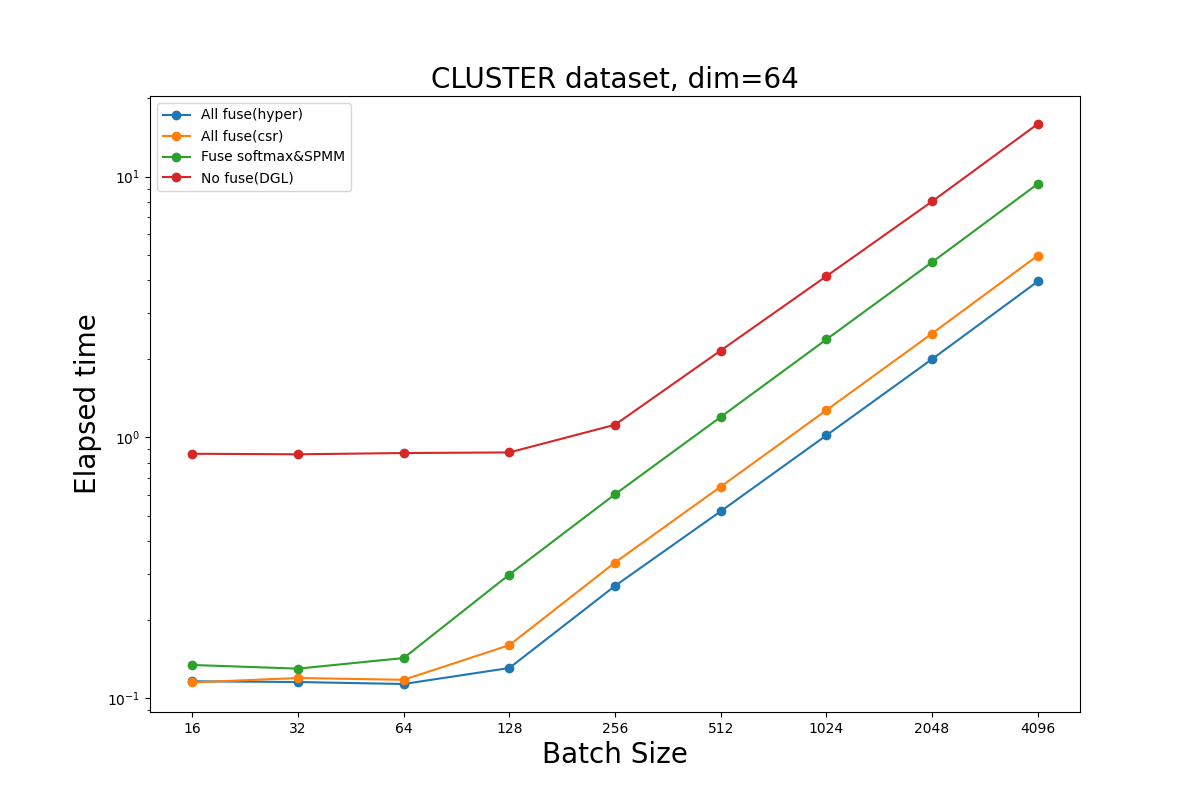 CLUSTER dataset, dim=64
All fuse(hyper)
All fuse(csr)
Fuse softmax&SPMM
No fuse(DGL)
Elapsed time
10¹
10⁰
10⁻¹
16 32 64 128 256 512 1024 2048 4096
Batch Size